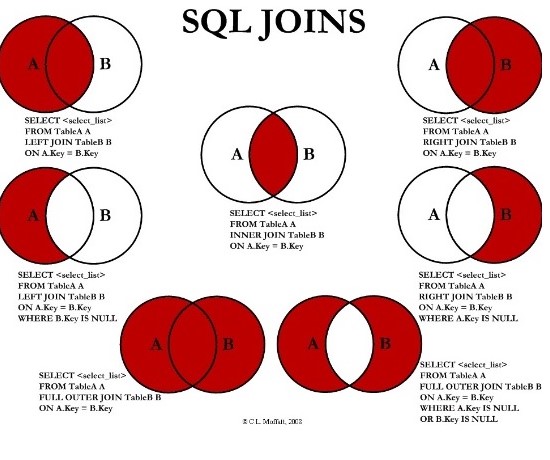 SQL JOINS
A B
SELECT <select_list>
FROM TableA A
LEFT JOIN TableB B
ON A.Key = B.Key
A B
SELECT <select_list>
FROM TableA A
RIGHT JOIN TableB B
ON A.Key = B.Key
A B
SELECT <select_list>
FROM TableA A
INNER JOIN TableB B
ON A.Key = B.Key
A B
SELECT <select_list>
FROM TableA A
LEFT JOIN TableB B
ON A.Key = B.Key
WHERE B.Key IS NULL
A B
SELECT <select_list>
FROM TableA A
RIGHT JOIN TableB B
ON A.Key = B.Key
WHERE A.Key IS NULL
A B
SELECT <select_list>
FROM TableA A
FULL OUTER JOIN TableB B
ON A.Key = B.Key
A B
SELECT <select_list>
FROM TableA A
FULL OUTER JOIN TableB B
ON A.Key = B.Key
WHERE A.Key IS NULL
OR B.Key IS NULL
© C.L. Moffatt, 2008